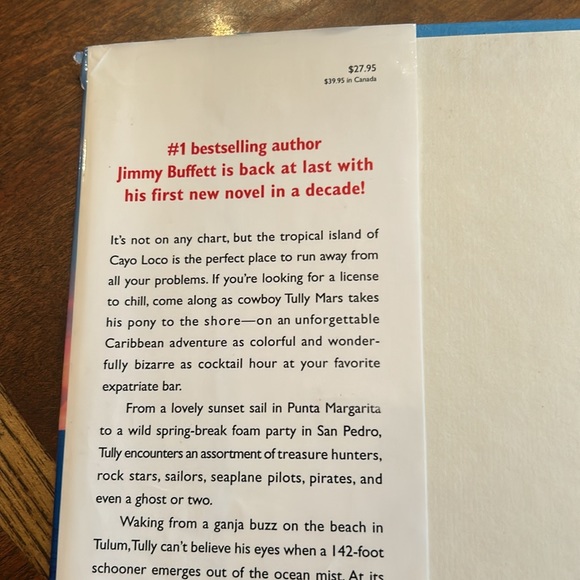 $27.95
$39.95 in Canada
#1 bestselling author
Jimmy Buffett is back at last with
his first new novel in a decade!
It's not on any chart, but the tropical island of
Cayo Loco is the perfect place to run away from
all your problems. If you're looking for a license
to chill, come along as cowboy Tully Mars takes
his pony to the shore—on an unforgettable
Caribbean adventure as colorful and wonder-
fully bizarre as cocktail hour at your favorite
expatriate bar.
From a lovely sunset sail in Punta Margarita
to a wild spring-break foam party in San Pedro,
Tully encounters an assortment of treasure hunters,
rock stars, sailors, seaplane pilots, pirates, and
even a ghost or two.
Waking from a ganja buzz on the beach in
Tulum, Tully can't believe his eyes when a 142-foot
schooner emerges out of the ocean mist. At its